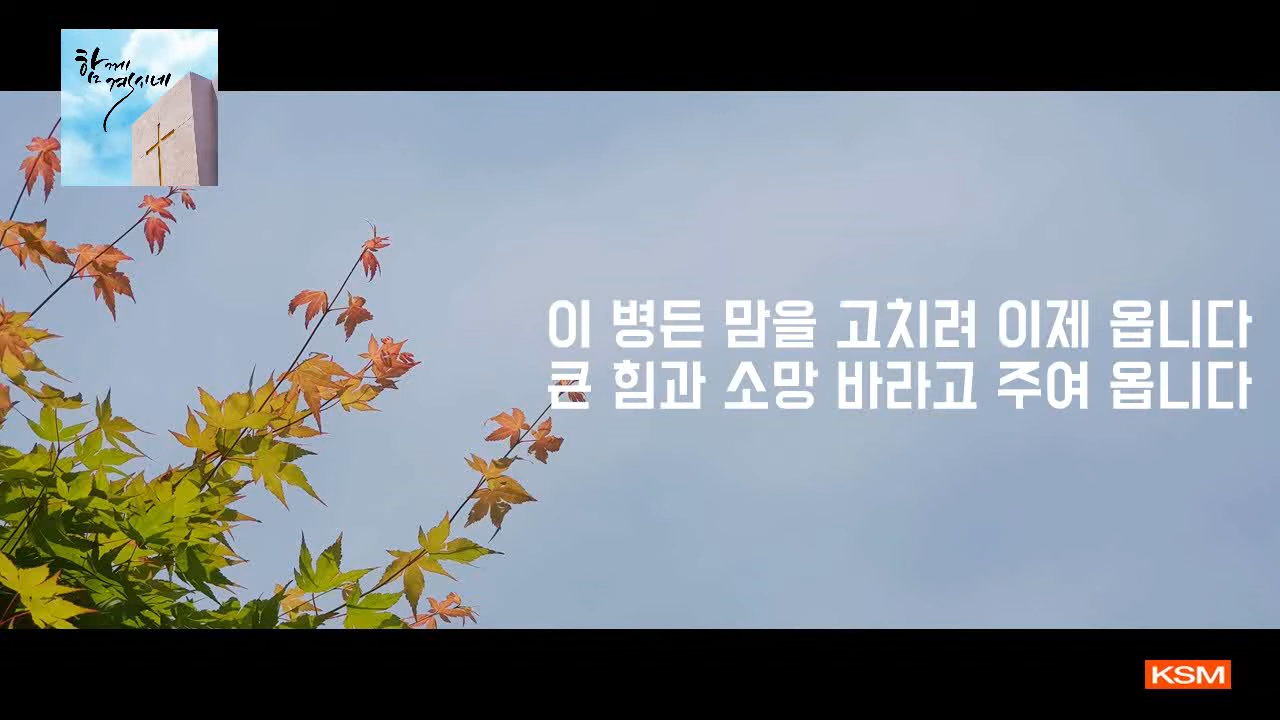 함께
계시네
이 병든 맘을 고치려 이제 옵니다
큰 힘과 소망 바라고 주여 옵니다
KSM